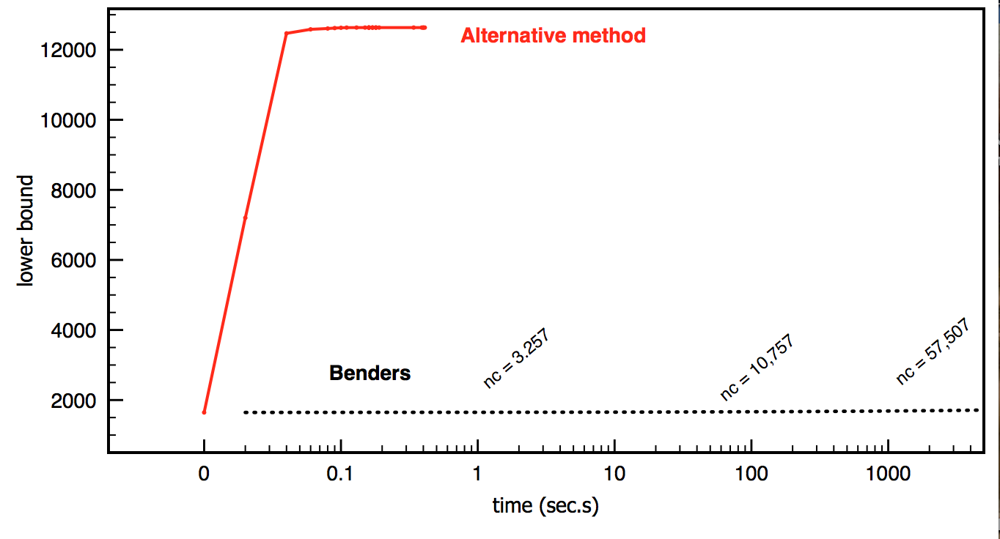 Alternative method
12000
10000
8000
6000
4000
2000
lower bound
Benders
nc = 3.257
nc = 10,757
nc = 57,507
0 0.1 1 10 100 1000
time (sec.s)